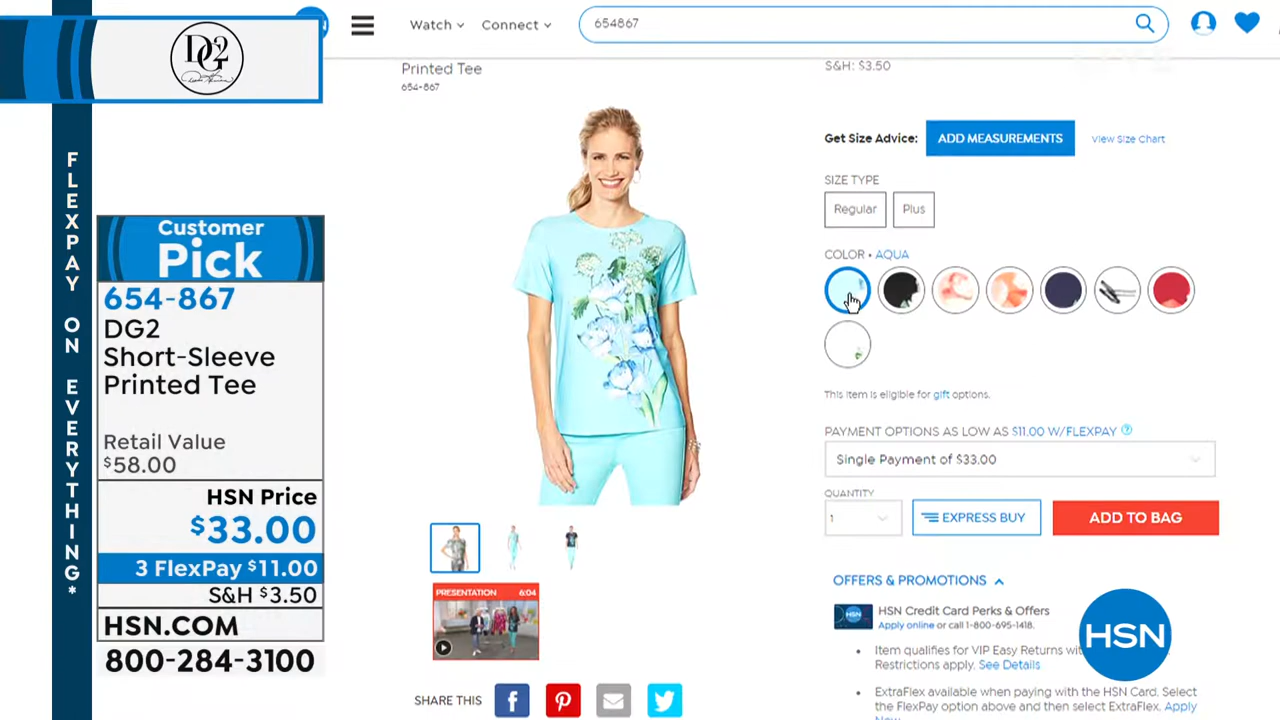 DG2
FLEXPAY ON EVERYTHING*
Customer
Pick
654-867
DG2
Short-Sleeve
Printed Tee
Retail Value
$58.00
HSN Price
$33.00
3 FlexPay $11.00
S&H $3.50
HSN.COM
800-284-3100
Watch
Connect
654867
Printed Tee
654-867
PRESENTATION 6:04
SHARE THIS
S&H: $3.50
Get Size Advice:
ADD MEASUREMENTS
View Size Chart
SIZE TYPE
Regular
Plus
COLOR • AQUA
This item is eligible for gift options.
PAYMENT OPTIONS AS LOW AS $11.00 W/FLEXPAY ?
Single Payment of $33.00
QUANTITY
1
EXPRESS BUY
ADD TO BAG
OFFERS & PROMOTIONS
HSN
HSN Credit Card Perks & Offers
Apply online or call 1-800-695-1418.
• Item qualifies for VIP Easy Returns
Restrictions apply. See Details
• ExtraFlex available when paying with the HSN Card. Select
the FlexPay option above and then select ExtraFlex. Apply
HSN